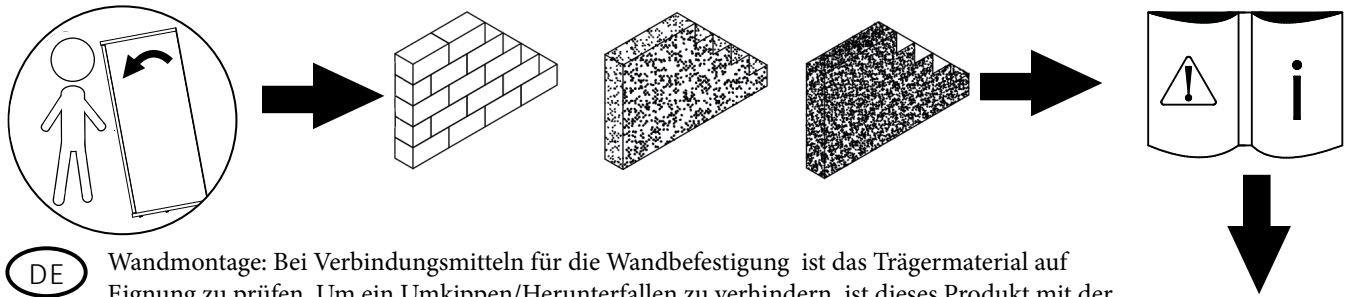 i
DE
Wandmontage: Bei Verbindungsmitteln für die Wandbefestigung ist das Trägermaterial auf
Eignung zu prüfen. Um ein Umkippen/Herunterfallen zu verhindern, ist dieses Produkt mit der